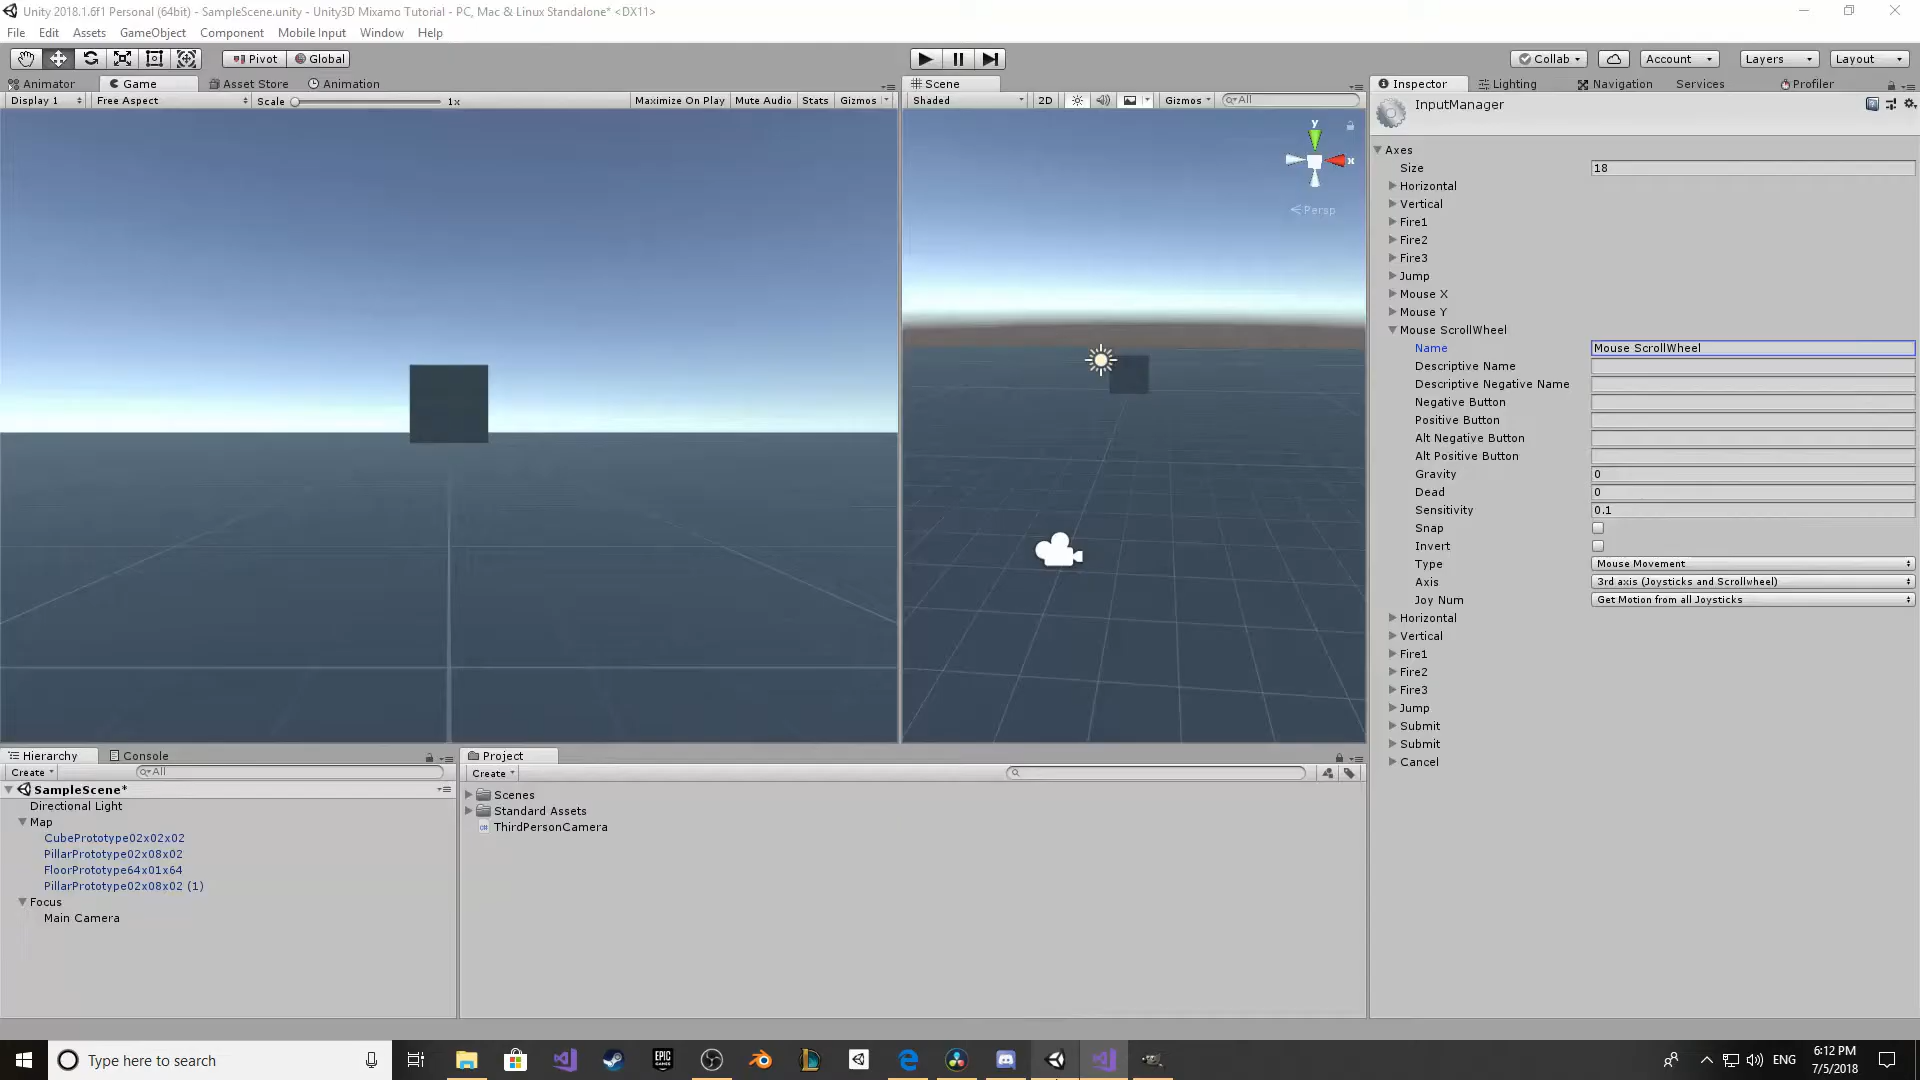 Unity 2018.1.6f1 Personal (64bit) - SampleScene.unity - Unity3D Mixamo Tutorial - PC, Mac & Linux Standalone* <DX11>
File Edit Assets GameObject Component Mobile Input Window Help
Pivot Global Collab Account Layers Layout
Animator Game Asset Store Animation
Display 1 Free Aspect Scale 1x Maximize On Play Mute Audio Stats Gizmos
Scene
Shaded 2D Gizmos All
y
x
Persp
Inspector Lighting Navigation Services Profiler
InputManager
Axes
Size 18
Horizontal
Vertical
Fire1
Fire2
Fire3
Jump
Mouse X
Mouse Y
Mouse ScrollWheel
Name Mouse ScrollWheel
Descriptive Name
Descriptive Negative Name
Negative Button
Positive Button
Alt Negative Button
Alt Positive Button
Gravity 0
Dead 0
Sensitivity 0.1
Snap
Invert
Type Mouse Movement
Axis 3rd axis (Joysticks and Scrollwheel)
Joy Num Get Motion from all Joysticks
Horizontal
Vertical
Fire1
Fire2
Fire3
Jump
Submit
Submit
Cancel
Hierarchy Console
Create All
SampleScene*
Directional Light
Map
CubePrototype02x02x02
PillarPrototype02x08x02
FloorPrototype64x01x64
PillarPrototype02x08x02 (1)
Focus
Main Camera
Project
Create
Scenes
Standard Assets
ThirdPersonCamera
Type here to search
EPIC
GAMES
ENG
6:12 PM
7/5/2018